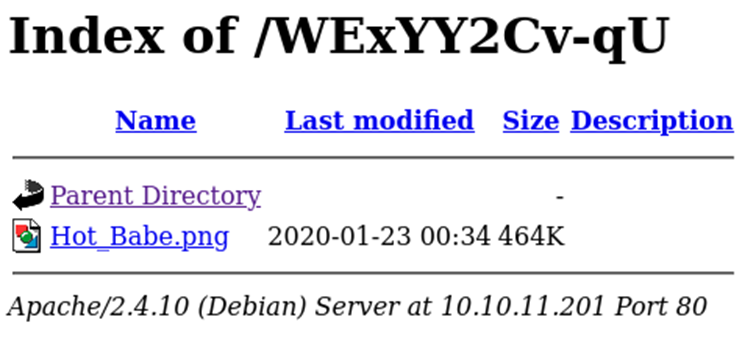 Index of /WExYY2Cv-qU
Name Last modified Size Description
Parent Directory -
Hot_Babe.png 2020-01-23 00:34 464K
Apache/2.4.10 (Debian) Server at 10.10.11.201 Port 80